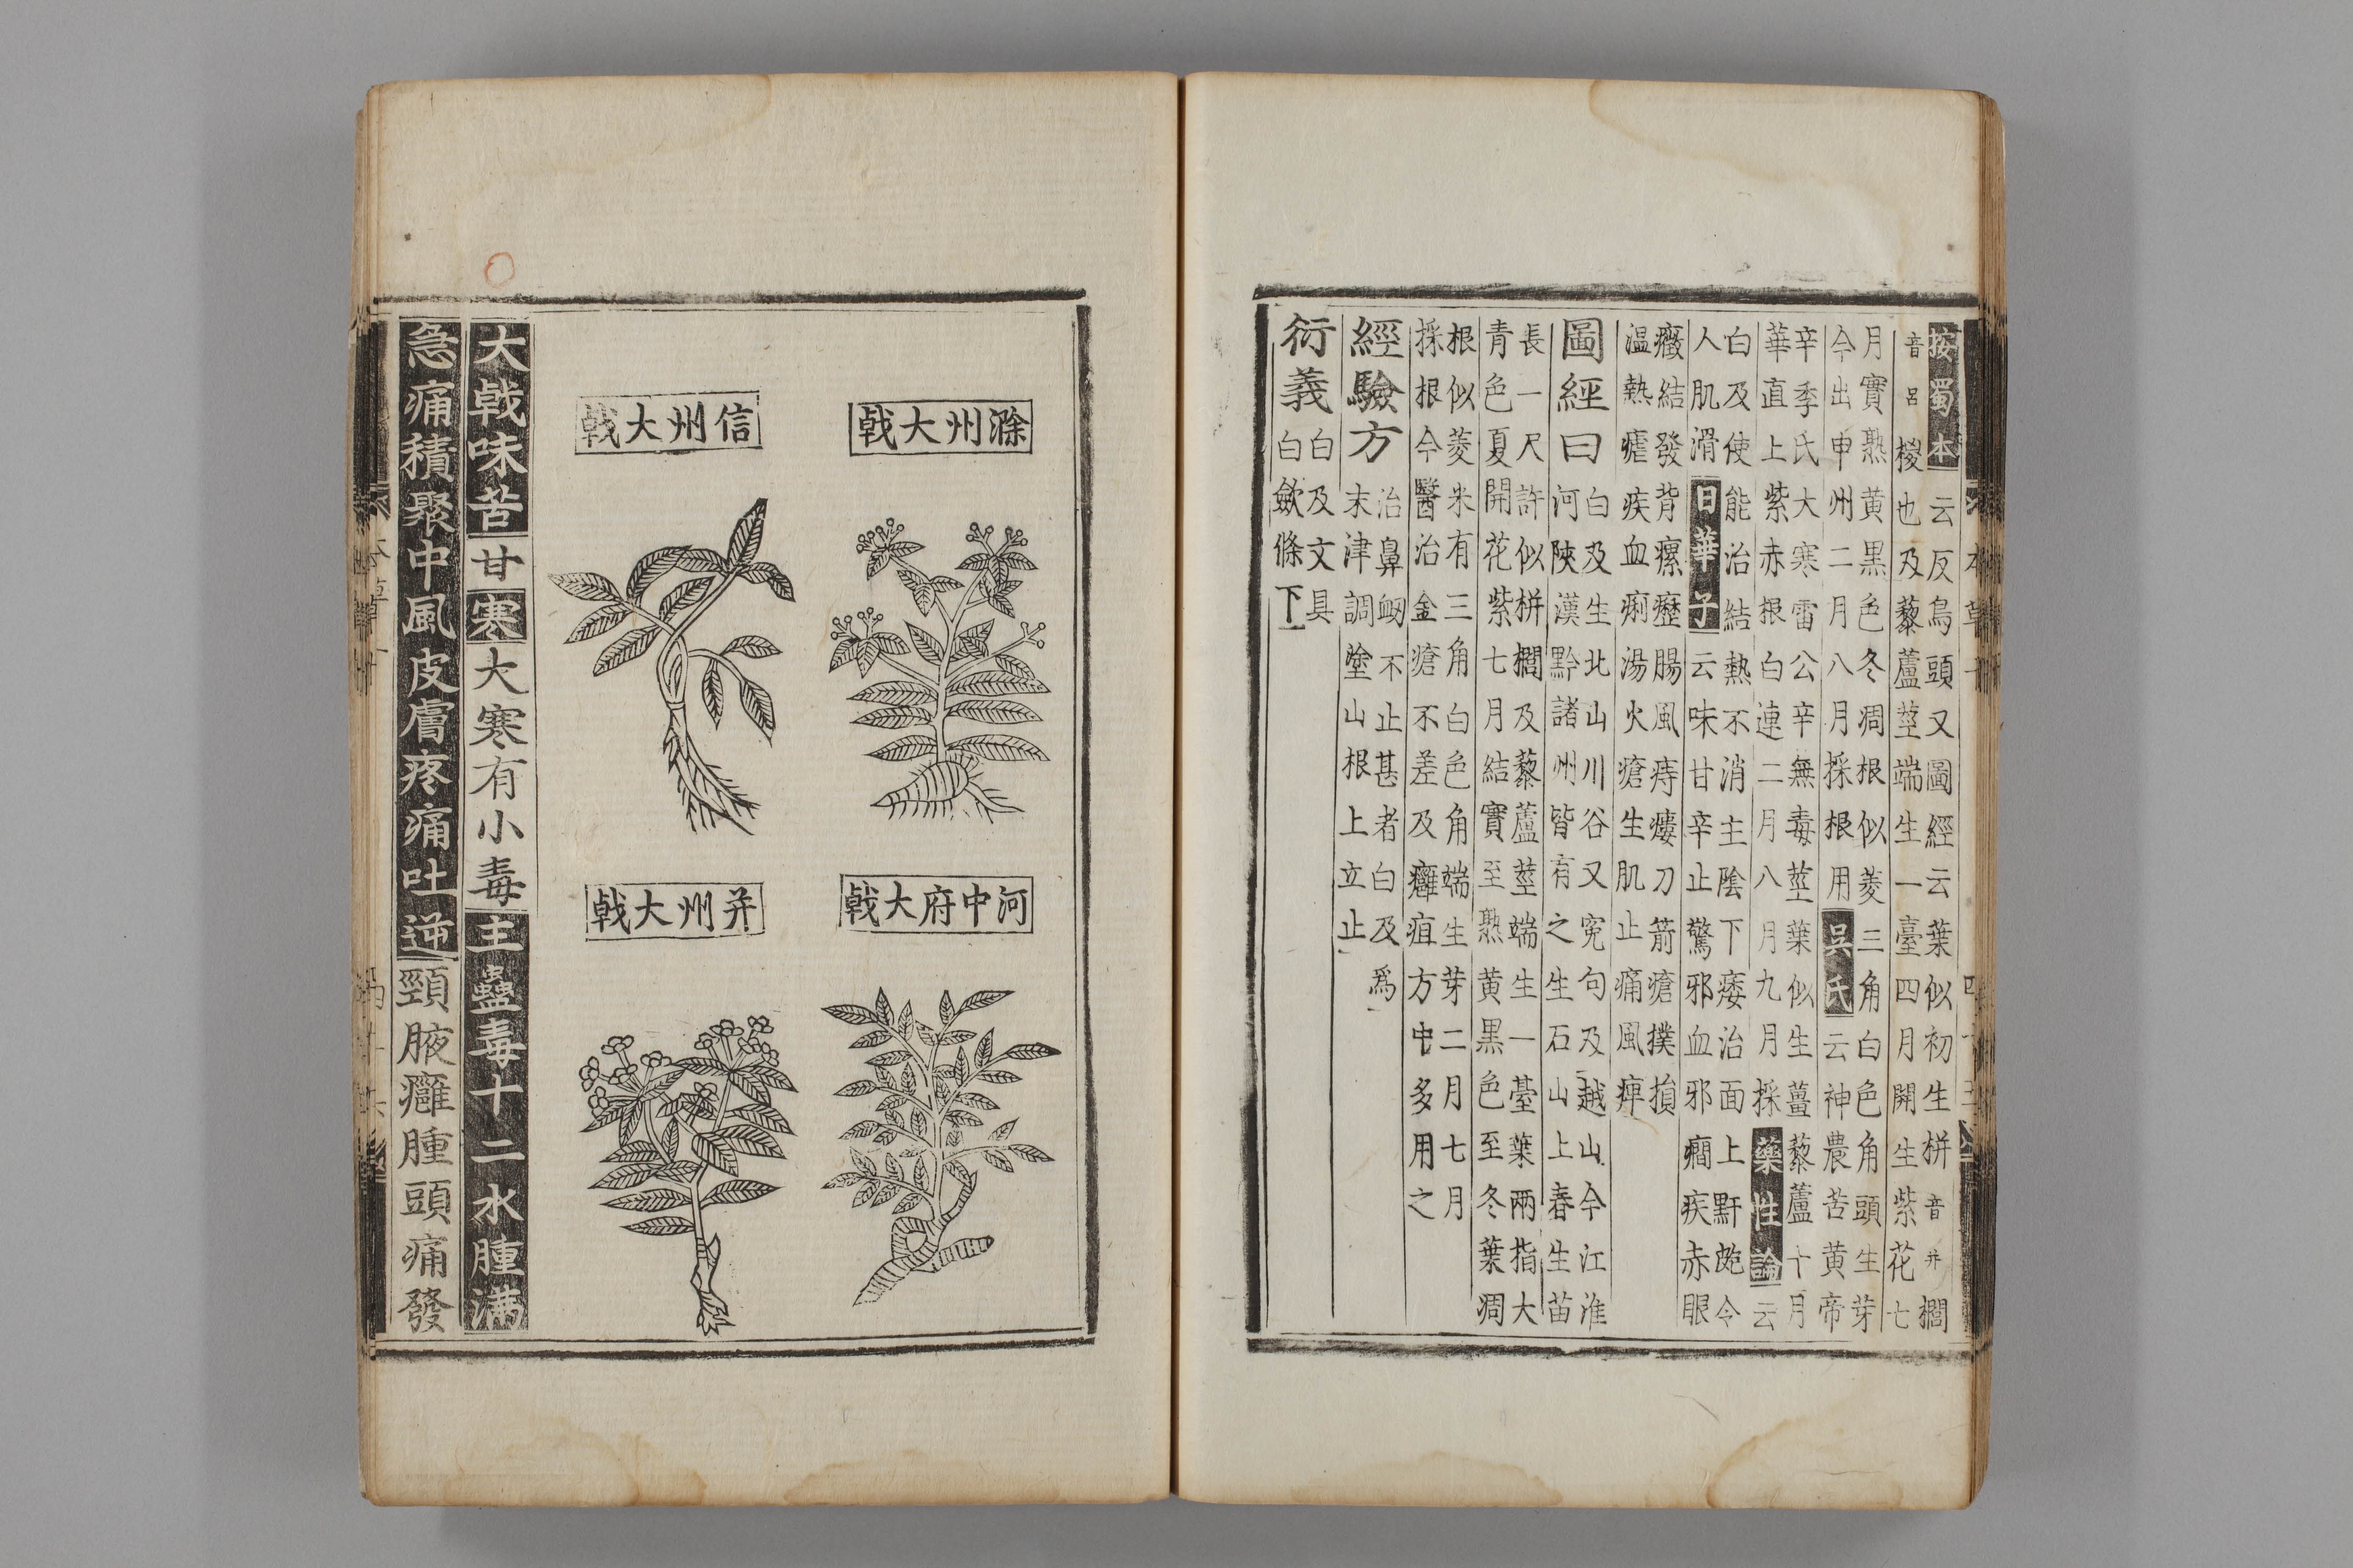 按蜀本云反烏頭又圖經云葉似初生栟音并櫚
音呂椶也及藜蘆莖端生一臺四月開生紫花七
月實熟黃黑色冬凋根似菱三角白色角頭生芽
今出申州二月八月採根用吳氏云神農苦黃帝
辛季氏大寒雷公辛無毒莖葉似生薑藜蘆十月
華直上紫赤根白連二月八月九月採藥性論云
白及使能治結熱不消主陰下痿治面上䵟皰令
人肌滑日華子云味甘辛止驚邪血邪癎疾赤眼
癥結發背瘰癧腸風痔瘻刀箭瘡撲損
溫熱瘧疾血痢湯火瘡生肌止痛風痺
圖經曰白及生北山川谷又宛句及越山今江淮
河陝漢黔諸州皆有之生石山上春生苗
長一尺許似栟櫚及藜蘆莖端生一臺葉兩指大
青色夏開花紫七月結實至熟黃黑色至冬葉凋
根似菱米有三角白色角端生芽二月七月
採根今醫治金瘡不差及癰疽方中多用之
經驗方治鼻衂不止甚者白及爲
末津調塗山根上立止
衍義白及文具
白斂條下
滁州大戟
河中府大戟
信州大戟
并州大戟
大戟味苦甘寒大寒有小毒主蠱毒十二水腫滿
急痛積聚中風皮膚疼痛吐逆頸腋癰腫頭痛發